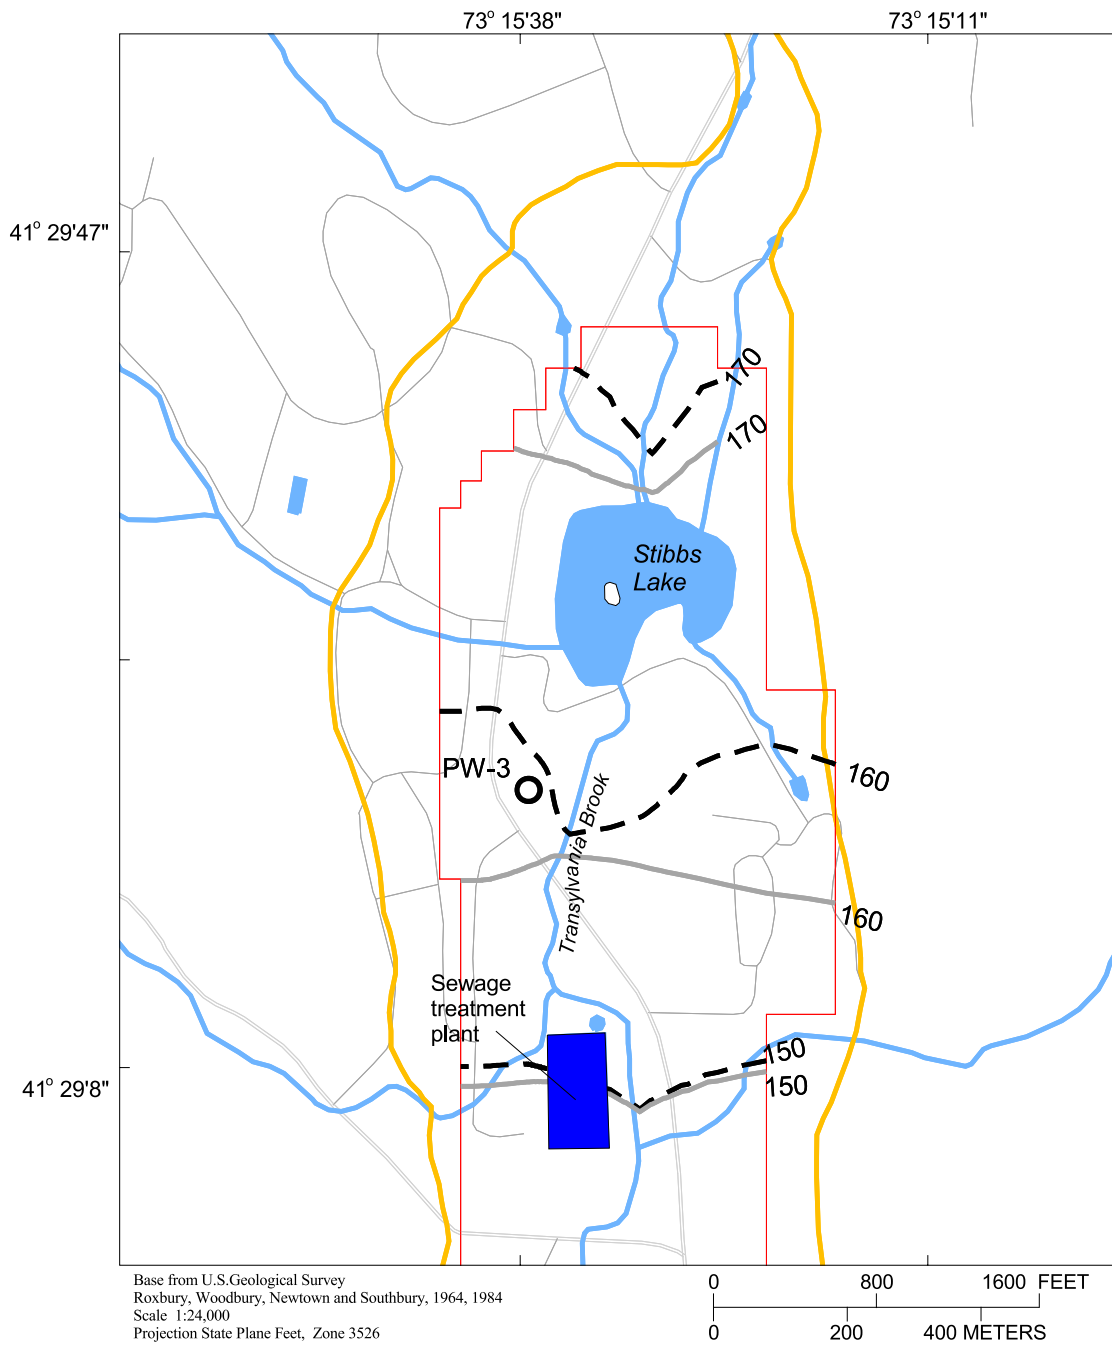 73° 15'38"
73° 15'11"
41° 29'47"
170
170
Stibbs
Lake
PW-3
160
Transylvania Brook
160
Sewage
treatment
plant
150
150
41° 29'8"
Base from U.S.Geological Survey
Roxbury, Woodbury, Newtown and Southbury, 1964, 1984
Scale 1:24,000
Projection State Plane Feet, Zone 3526
0 800 1600 FEET
0 200 400 METERS